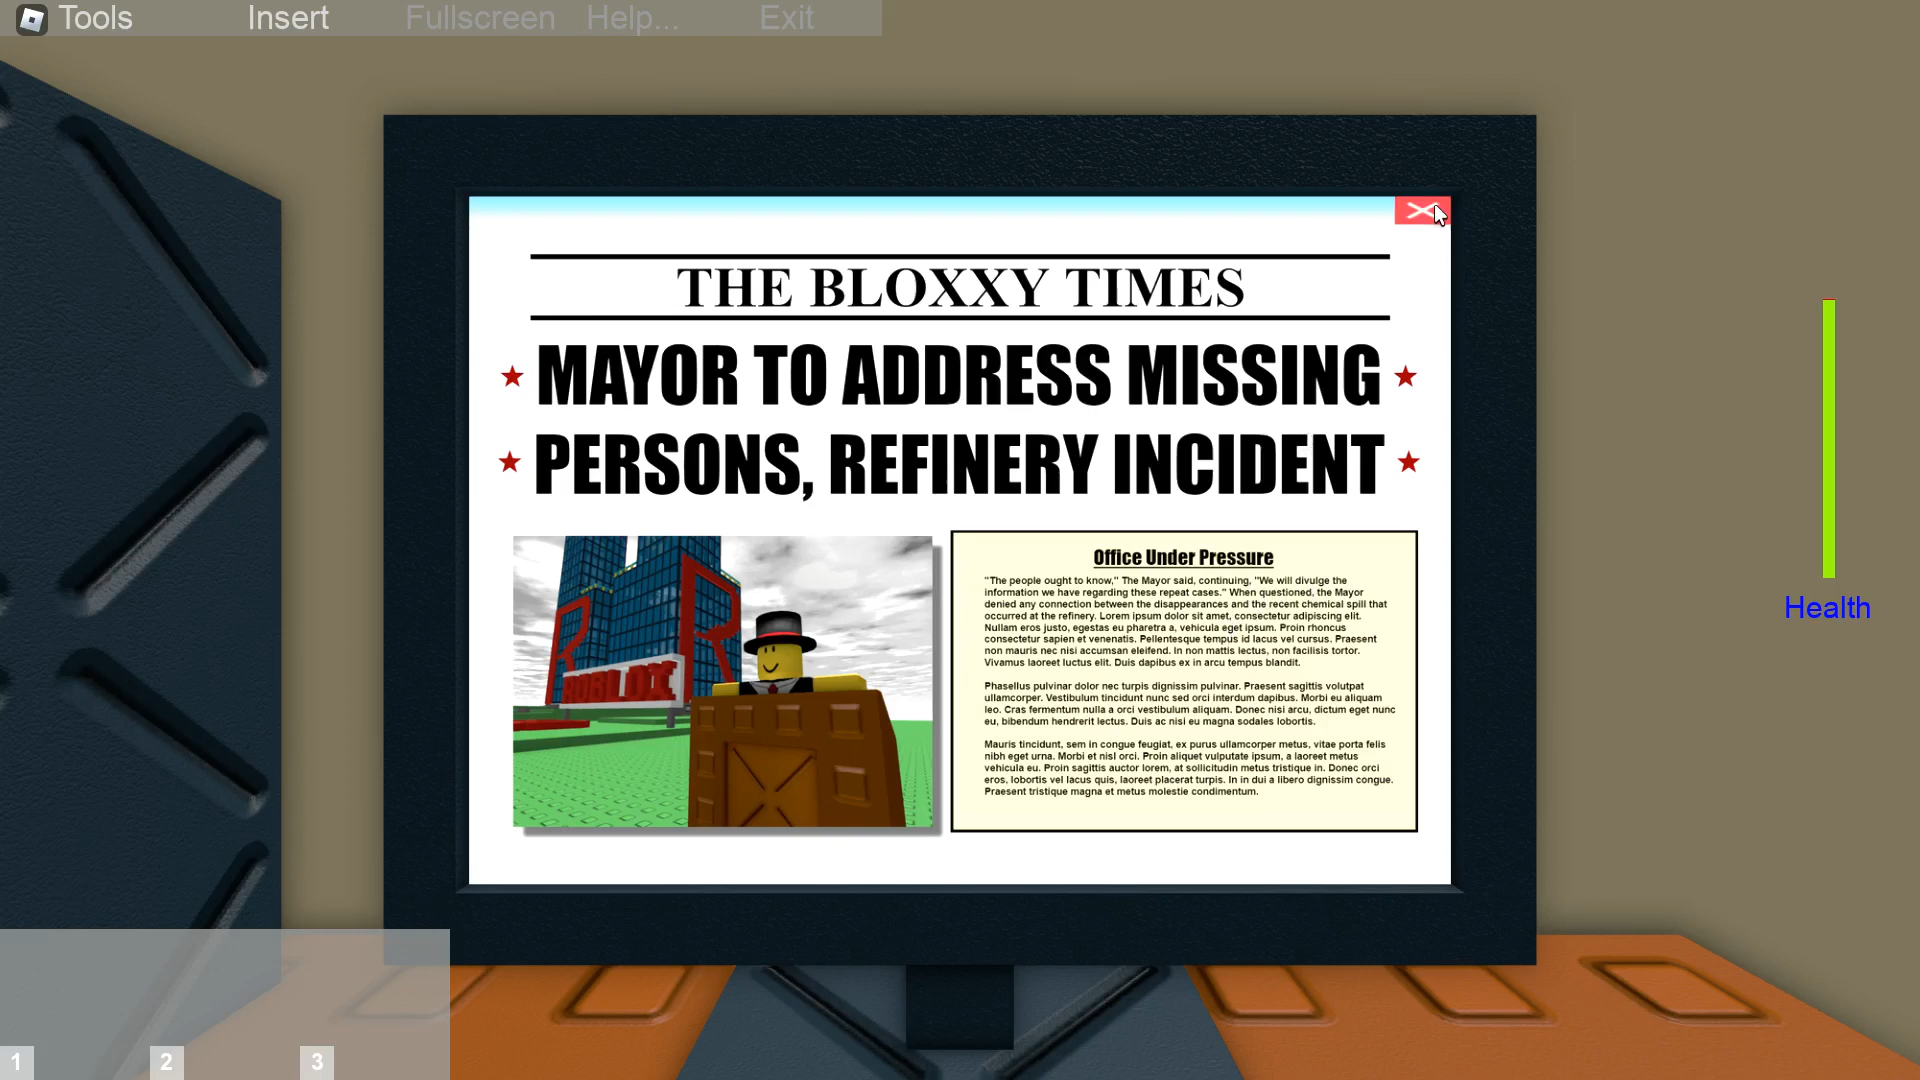 Tools Insert Fullscreen Help... Exit
THE BLOXXY TIMES
MAYOR TO ADDRESS MISSING
PERSONS, REFINERY INCIDENT
ROBLOX
Office Under Pressure
"The people ought to know," The Mayor said, continuing, "We will divulge the
information we have regarding these repeat cases." When questioned, the Mayor
denied any connection between the disappearances and the recent chemical spill that
occurred at the refinery. Lorem ipsum dolor sit amet, consectetur adipiscing elit.
Nullam eros justo, egestas eu pharetra a, vehicula eget ipsum. Proin rhoncus
consectetur sapien et venenatis. Pellentesque tempus id lacus vel cursus. Praesent
non mauris nec nisi accumsan eleifend. In non mattis lectus, non facilisis tortor.
Vivamus laoreet luctus elit. Duis dapibus ex in arcu tempus blandit.
Phasellus pulvinar dolor nec turpis dignissim pulvinar. Praesent sagittis volutpat
ullamcorper. Vestibulum tincidunt nunc sed orci interdum dapibus. Morbi eu aliquam
leo. Cras fermentum nulla a orci vestibulum aliquam. Donec nisi arcu, dictum eget nunc
eu, bibendum hendrerit lectus. Duis ac nisi eu magna sodales lobortis.
Mauris tincidunt, sem in congue feugiat, ex purus ullamcorper metus, vitae porta felis
nibh eget urna. Morbi et nisl orci. Proin aliquet vulputate ipsum, a laoreet metus
vehicula eu. Proin sagittis auctor lorem, at sollicitudin metus tristique in. Donec orci
eros, lobortis vel lacus quis, laoreet placerat turpis. In in dui a libero dignissim congue.
Praesent tristique magna et metus molestie condimentum.
Health
1 2 3